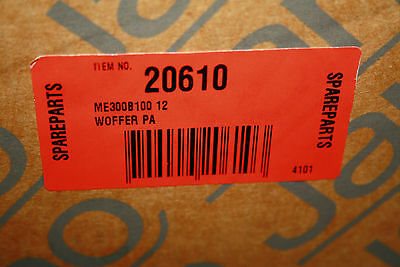 ITEM NO. 20610
ME300B100 12
WOFFER PA
SPAREPARTS
SPAREPARTS
4101